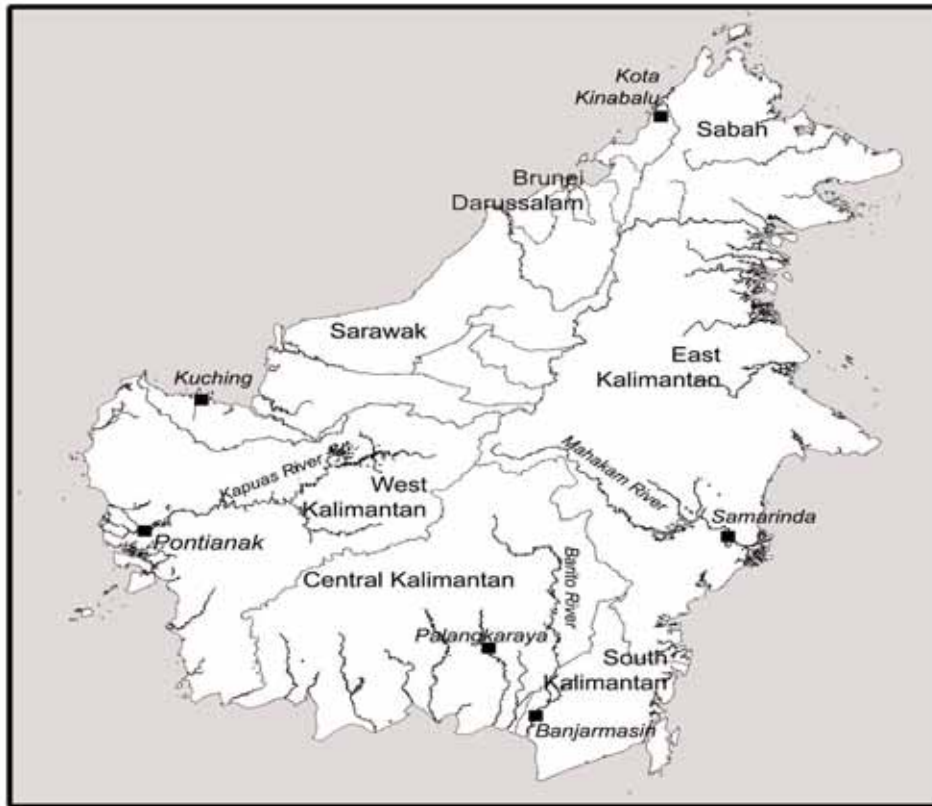 Kota
Kinabalu
Sabah
Brunei
Darussalam
Sarawak
East
Kalimantan
Kuching
Kapuas River
West
Kalimantan
Mahakam River
Samarinda
Pontianak
Central Kalimantan
Barito River
Palangkaraya
South
Kalimantan
Banjarmasin